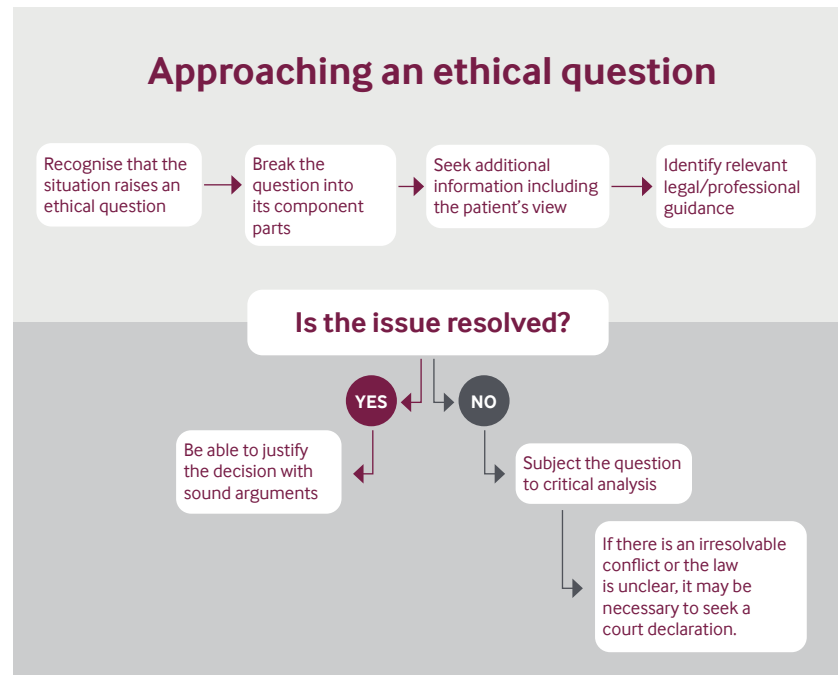 Approaching an ethical question
Recognise that the
situation raises an
ethical question
Break the
question into
its component
parts
Seek additional
information including
the patient's view
Identify relevant
legal/professional
guidance
Is the issue resolved?
YES
NO
Be able to justify
the decision with
sound arguments
Subject the question
to critical analysis
If there is an irresolvable
conflict or the law
is unclear, it may be
necessary to seek a
court declaration.